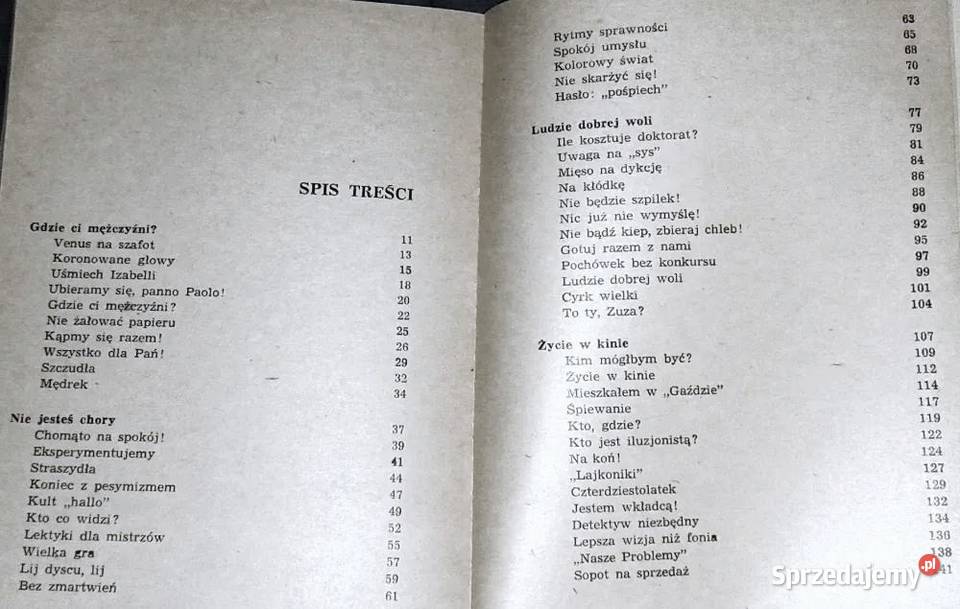 SPIS TREŚCI
Gdzie ci mężczyźni? 11
Venus na szafot 13
Koronowane głowy 15
Uśmiech Izabelli 18
Ubieramy się, panno Paolo! 20
Gdzie ci mężczyźni? 22
Nie żałować papieru 25
Kąpmy się razem! 26
Wszystko dla Pań! 29
Szczudła 32
Mędrek 34
Nie jesteś chory 37
Chomąto na spokój! 39
Eksperymentujemy 41
Straszydła 44
Koniec z pesymizmem 47
Kult „hallo” 49
Kto co widzi? 52
Lektyki dla mistrzów 55
Wielka gra 57
Lij dyscu, lij 59
Bez zmartwień 61
Rytmy sprawności 63
Spokój umysłu 65
Kolorowy świat 68
Nie skarżyć się! 70
Hasło: „pośpiech” 73
Ludzie dobrej woli 77
Ile kosztuje doktorat? 79
Uwaga na „sys” 81
Mięso na dykcję 84
Na kłódkę 86
Nie będzie szpilek! 88
Nic już nie wymyślę! 90
Nie bądź kiep, zbieraj chleb! 92
Gotuj razem z nami 95
Pochówek bez konkursu 97
Ludzie dobrej woli 99
Cyrk wielki 101
To ty, Zuza? 104
Życie w kinie 107
Kim mógłbym być? 109
Życie w kinie 112
Mieszkałem w „Gaździe” 114
Śpiewanie 117
Kto, gdzie? 119
Kto jest iluzjonistą? 122
Na koń! 124
„Lajkoniki” 127
Czterdziestolatek 129
Jestem wkładcą! 132
Detektyw niezbędny 134
Lepsza wizja niż fonia 136
„Nasze Problemy” 138
Sopot na sprzedaż 141
Sprzedajemy.pl